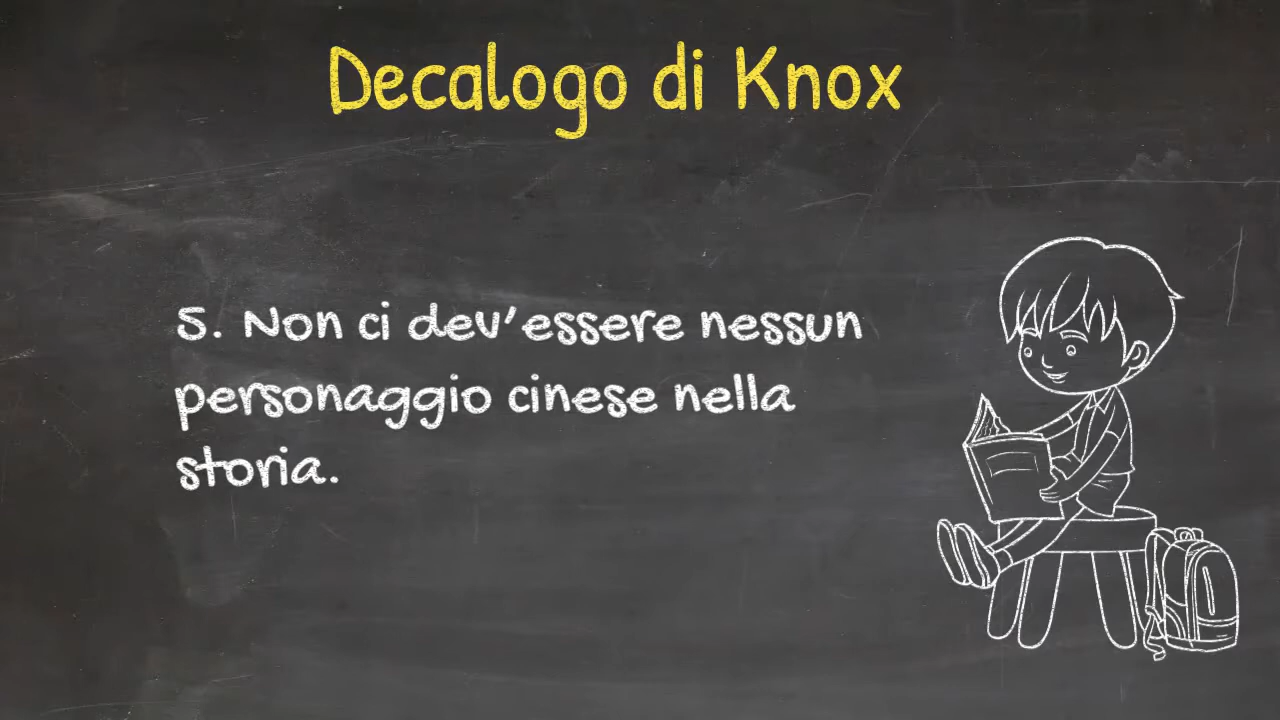 Decalogo di Knox
5. Non ci dev'essere nessun
personaggio cinese nella
storia.